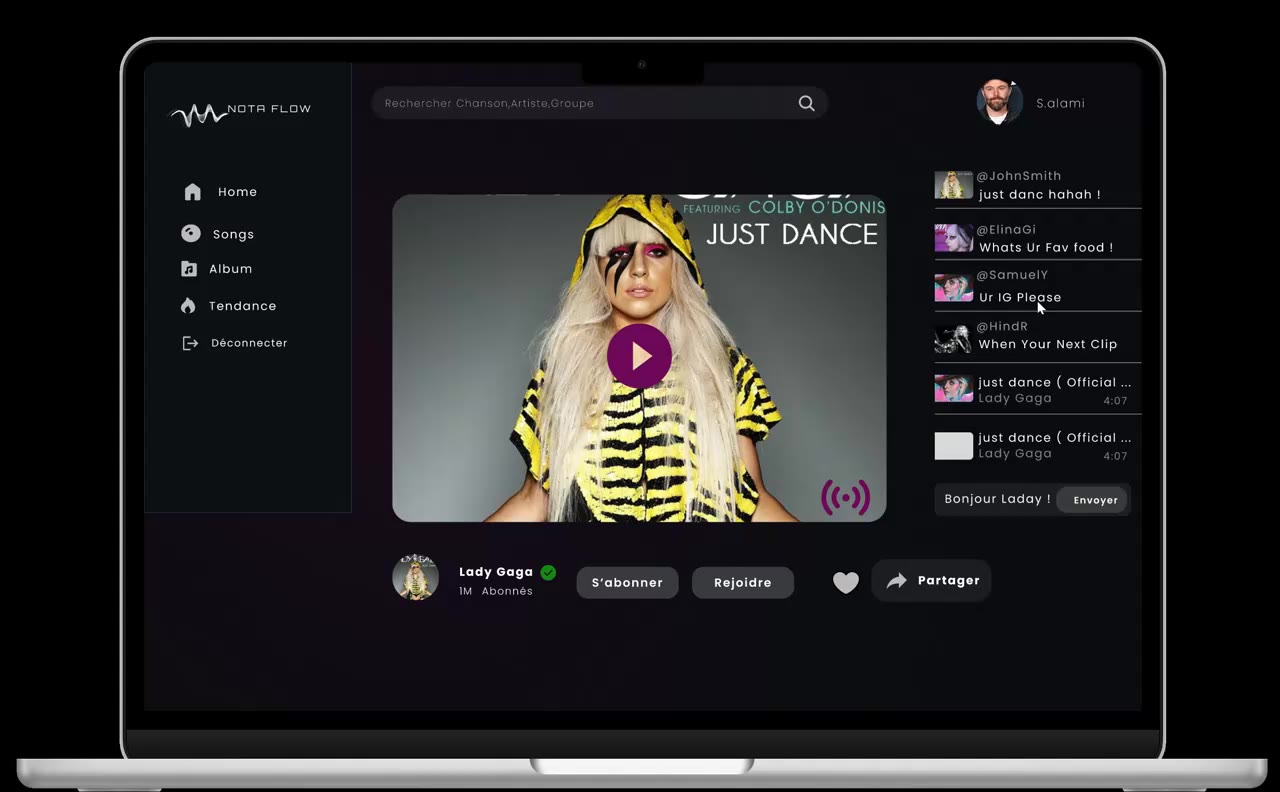 NOTA FLOW
Rechercher Chanson,Artiste,Groupe
S.alami
Home
Songs
Album
Tendance
Déconnecter
FEATURING COLBY O'DONIS
JUST DANCE
@JohnSmith
just danc hahah !
@ElinaGi
Whats Ur Fav food !
@SamuelY
Ur IG Please
@HindR
When Your Next Clip
just dance ( Official ...
Lady Gaga 4:07
just dance ( Official ...
Lady Gaga 4:07
Bonjour Laday ! Envoyer
Lady Gaga
1M Abonnés
S'abonner
Rejoidre
Partager